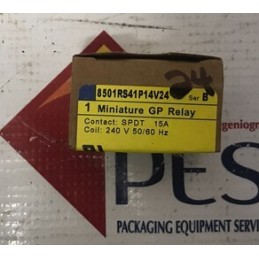 8501RS41P14V24
Ser B
24
1 Miniature GP Relay
Contact: SPDT 15A
Coil: 240 V 50/60 Hz
geniogr
PES
PACKAGING EQUIPMENT SERV